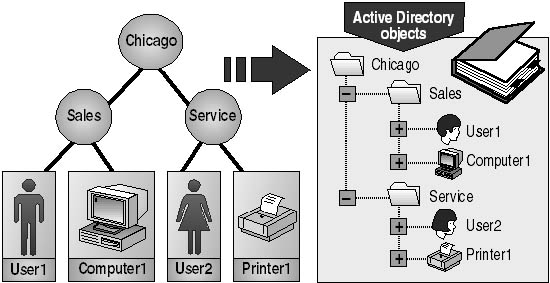 Chicago
Sales
Service
User1
Computer1
User2
Printer1
Active Directory
objects
Chicago
Sales
User1
Computer1
Service
User2
Printer1